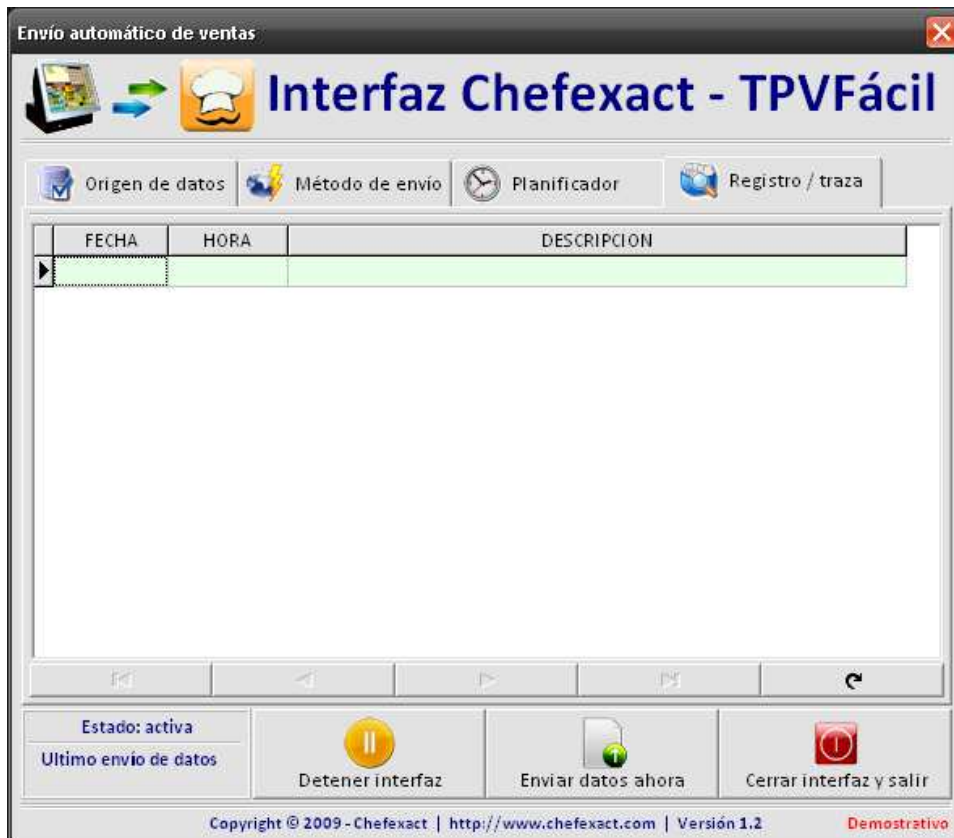 Envío automático de ventas
Interfaz Chefexact - TPVFácil
Origen de datos Método de envío Planificador Registro / traza
FECHA HORA DESCRIPCION
Estado: activa
Ultimo envio de datos
Detener interfaz Enviar datos ahora Cerrar interfaz y salir
Copyright © 2009 - Chefexact | http://www.chefexact.com | Versión 1.2 Demostrativo